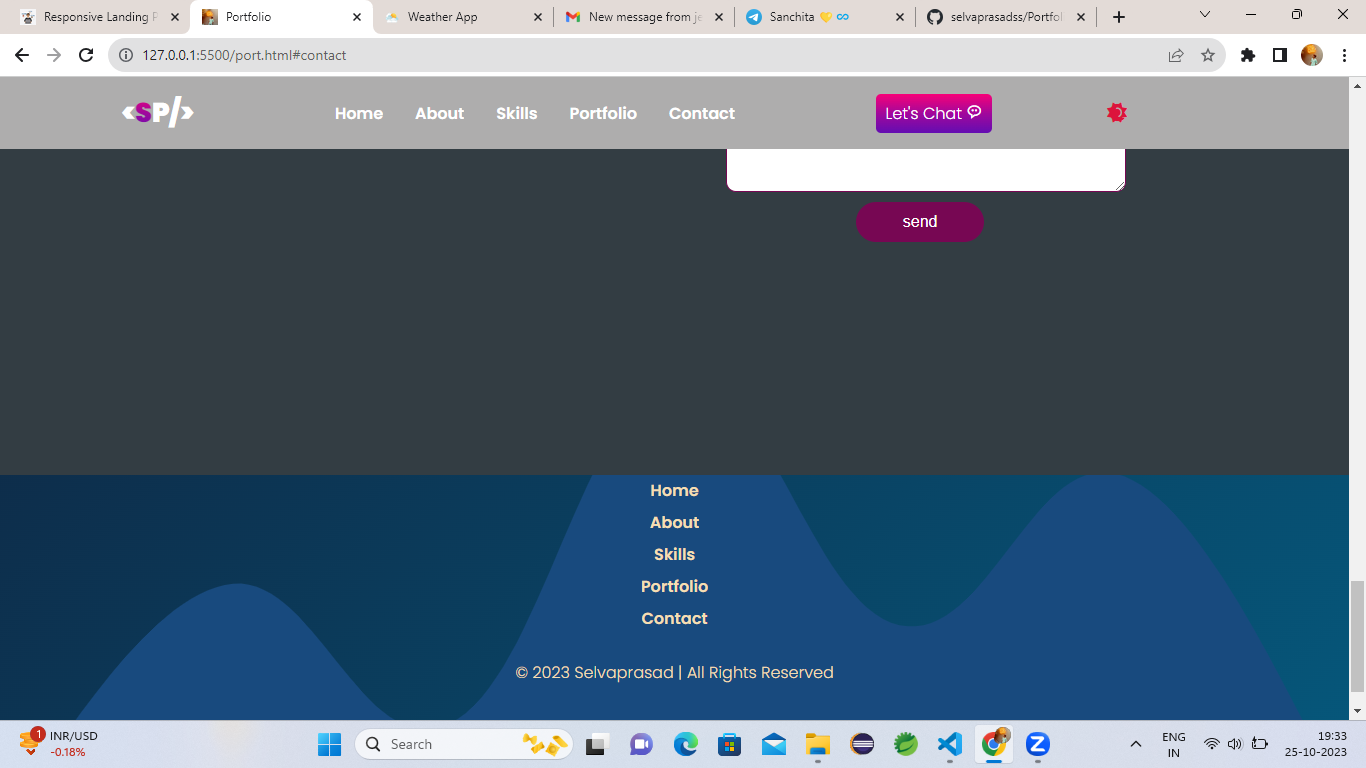 Responsive Landing P
Portfolio
Weather App
New message from je
Sanchita
selvaprasadss/Portfol
127.0.0.1:5500/port.html#contact
<SP/>
Home
About
Skills
Portfolio
Contact
Let's Chat
send
Home
About
Skills
Portfolio
Contact
© 2023 Selvaprasad | All Rights Reserved
1
INR/USD
-0.18%
Search
ENG
IN
19:33
25-10-2023